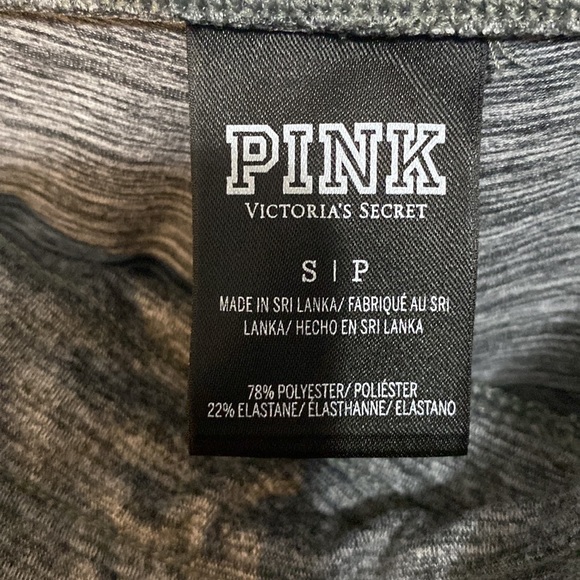 PINK
VICTORIA'S SECRET
S | P
MADE IN SRI LANKA/ FABRIQUÉ AU SRI
LANKA/ HECHO EN SRI LANKA
78% POLYESTER/ POLIÉSTER
22% ELASTANE/ ÉLASTHANNE/ ELASTANO